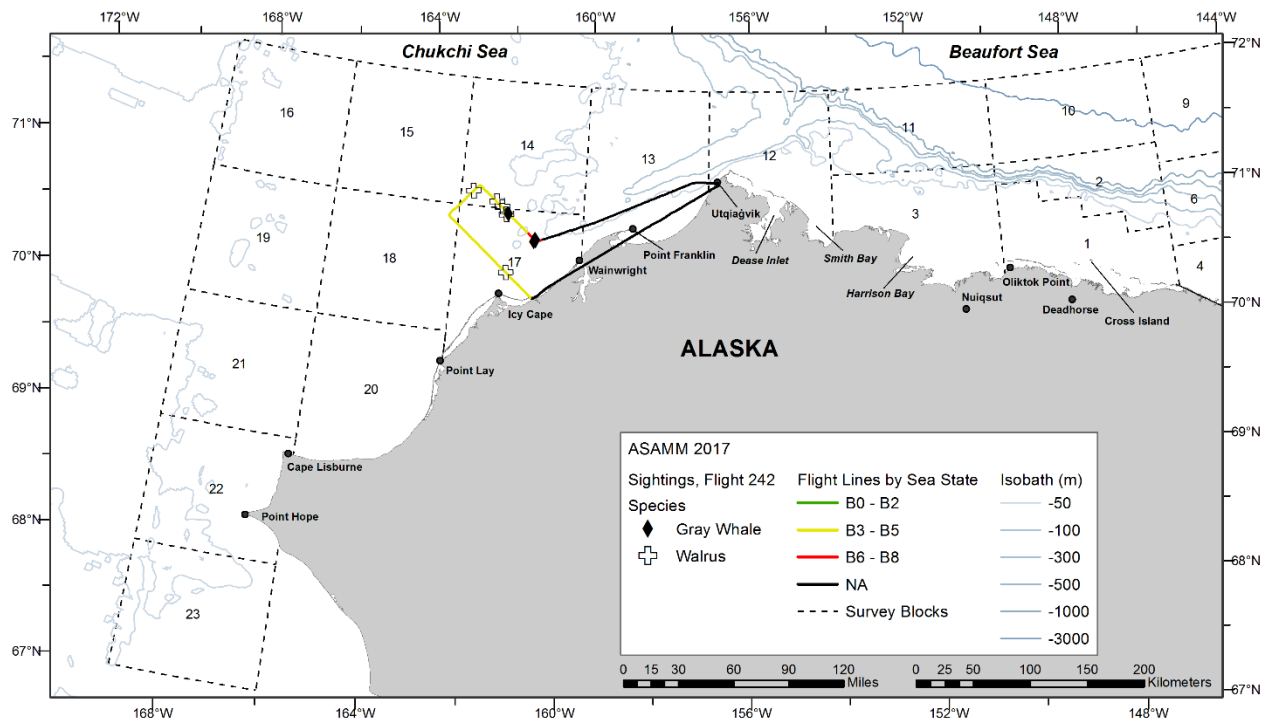 172°W 168°W 164°W 160°W 156°W 152°W 148°W 144°W
Chukchi Sea Beaufort Sea
72°N
71°N
70°N
69°N
68°N
67°N
72°N
71°N
70°N
69°N
68°N
67°N
16
15
14
13
12
11
10
9
2
6
3
1
4
19
18
17
21
20
22
23
Utqiaġvik
Point Franklin
Wainwright
Dease Inlet
Smith Bay
Harrison Bay
Oliktok Point
Nuiqsut
Deadhorse
Cross Island
Icy Cape
Point Lay
Cape Lisburne
Point Hope
ALASKA
ASAMM 2017
Sightings, Flight 242
Species
Gray Whale
Walrus
Flight Lines by Sea State
B0 - B2
B3 - B5
B6 - B8
NA
Survey Blocks
Isobath (m)
-50
-100
-300
-500
-1000
-3000
0 15 30 60 90 120
Miles
0 25 50 100 150 200
Kilometers
168°W 164°W 160°W 156°W 152°W 148°W